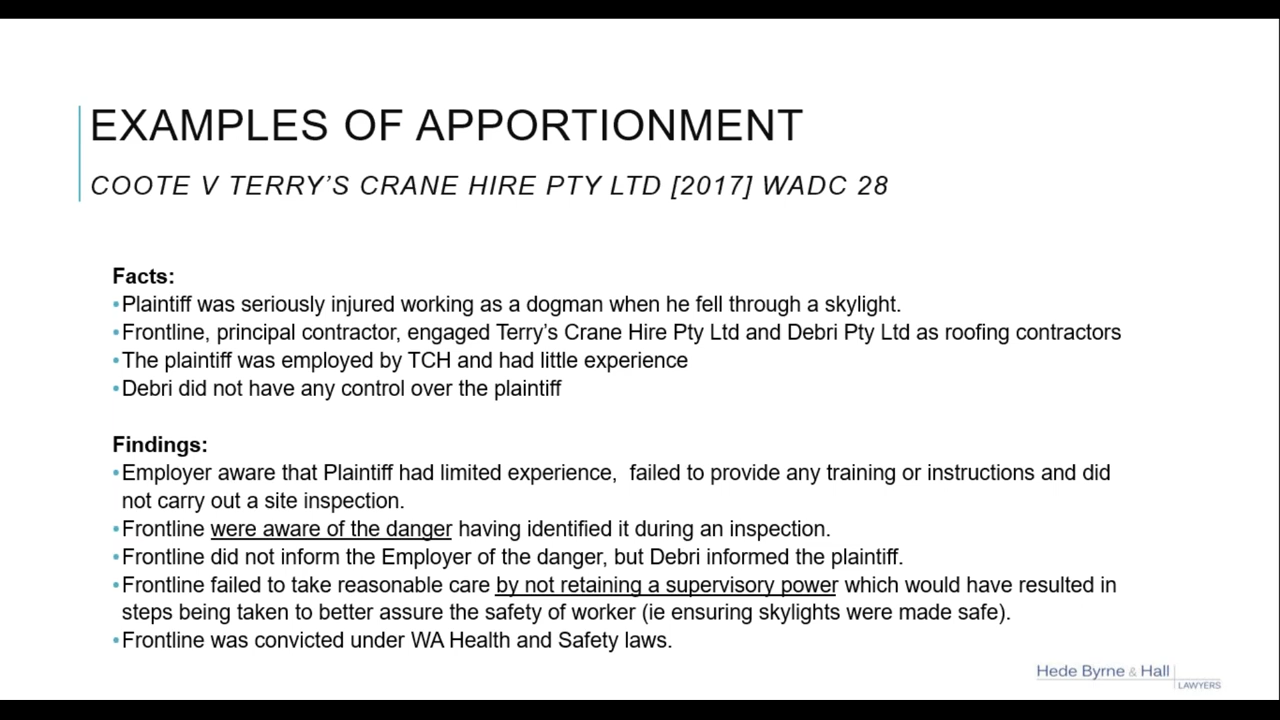 EXAMPLES OF APPORTIONMENT
COOTE V TERRY’S CRANE HIRE PTY LTD [2017] WADC 28
Facts:
•Plaintiff was seriously injured working as a dogman when he fell through a skylight.
•Frontline, principal contractor, engaged Terry’s Crane Hire Pty Ltd and Debri Pty Ltd as roofing contractors
•The plaintiff was employed by TCH and had little experience
•Debri did not have any control over the plaintiff
Findings:
•Employer aware that Plaintiff had limited experience,  failed to provide any training or instructions and did
not carry out a site inspection.
•Frontline were aware of the danger having identified it during an inspection.
•Frontline did not inform the Employer of the danger, but Debri informed the plaintiff.
•Frontline failed to take reasonable care by not retaining a supervisory power which would have resulted in
steps being taken to better assure the safety of worker (ie ensuring skylights were made safe).
•Frontline was convicted under WA Health and Safety laws.
Hede Byrne & Hall
LAWYERS